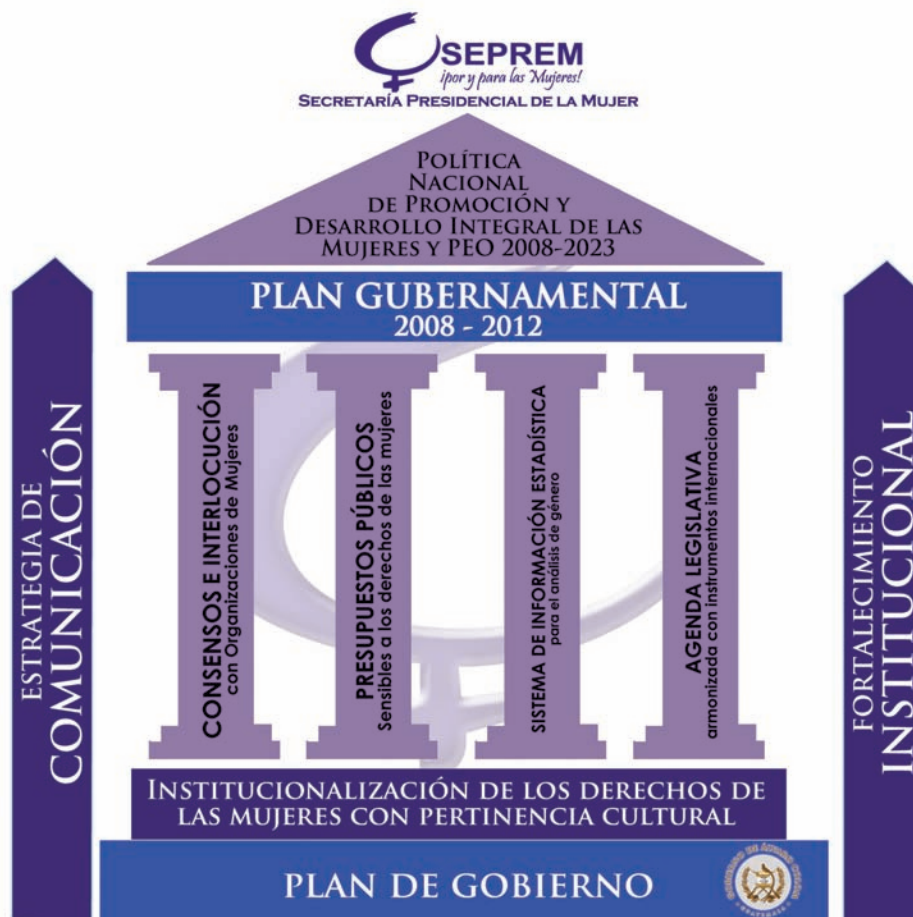 SEPREM
¡por y para las Mujeres!
SECRETARÍA PRESIDENCIAL DE LA MUJER
POLÍTICA
NACIONAL
DE PROMOCIÓN Y
DESARROLLO INTEGRAL DE LAS
MUJERES Y PEO 2008-2023
PLAN GUBERNAMENTAL
2008 - 2012
ESTRATEGIA DE
COMUNICACIÓN
CONSENSOS E INTERLOCUCIÓN
con Organizaciones de Mujeres
PRESUPUESTOS PÚBLICOS
Sensibles a los derechos de las mujeres
SISTEMA DE INFORMACIÓN ESTADÍSTICA
para el análisis de género
AGENDA LEGISLATIVA
armonizada con instrumentos internacionales
FORTALECIMIENTO
INSTITUCIONAL
INSTITUCIONALIZACIÓN DE LOS DERECHOS DE
LAS MUJERES CON PERTINENCIA CULTURAL
PLAN DE GOBIERNO